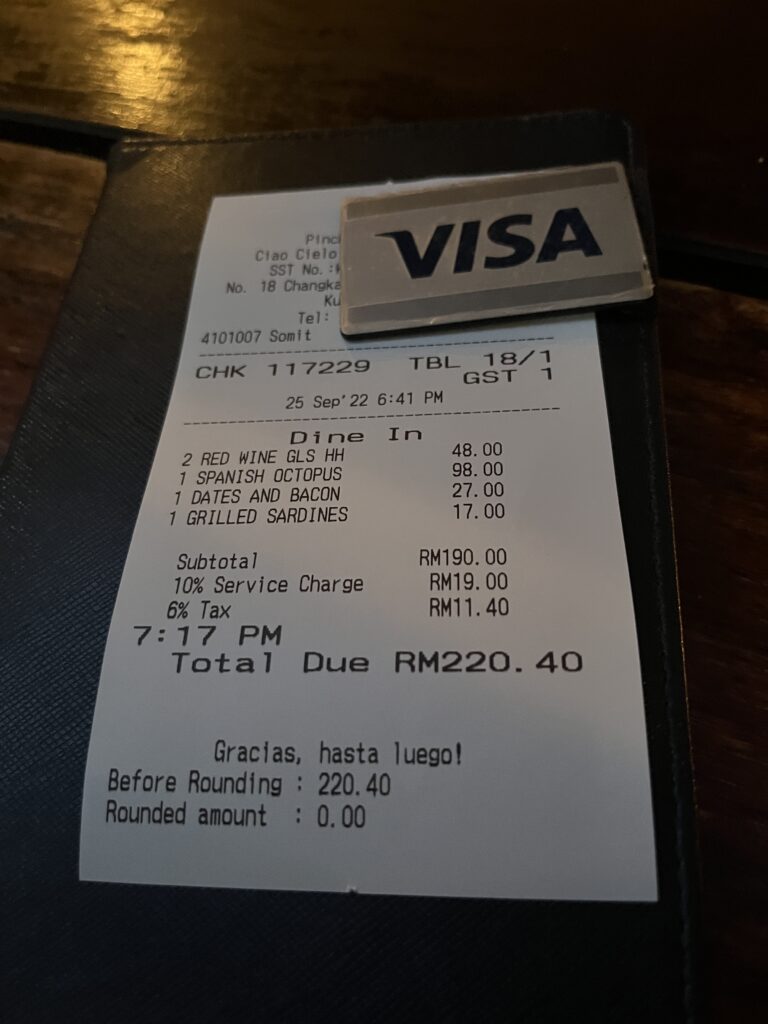 VISA
Ciao Cielo
SST No. :
No. 18 Changka
Tel:
4101007 Somit
CHK 117229 TBL 18/1
GST 1
25 Sep'22 6:41 PM
Dine In
2 RED WINE GLS HH 48.00
1 SPANISH OCTOPUS 98.00
1 DATES AND BACON 27.00
1 GRILLED SARDINES 17.00
Subtotal RM190.00
10% Service Charge RM19.00
6% Tax RM11.40
7:17 PM
Total Due RM220.40
Gracias, hasta luego!
Before Rounding : 220.40
Rounded amount : 0.00